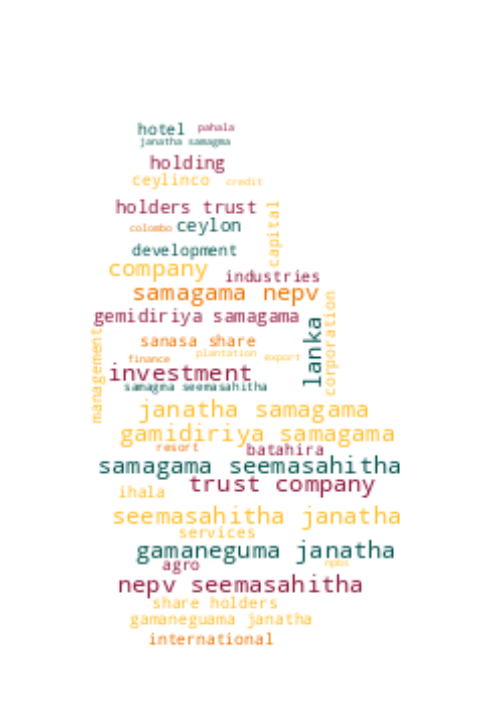 hotel pahala
janatha samagma
holding
ceylinco credit
holders trust
colombo ceylon
capital
development
company industries
samagama nepv
gemidiriya samagama
lanka
corporation
management
sanasa share
finance plantation export
investment
samagma seemasahitha
janatha samagama
gamidiriya samagama
resort batahira
samagama seemasahitha
trust company
ihala
seemasahitha janatha
services
gamaneguma janatha
agro npbs
nepv seemasahitha
share holders
gamaneguama janatha
international